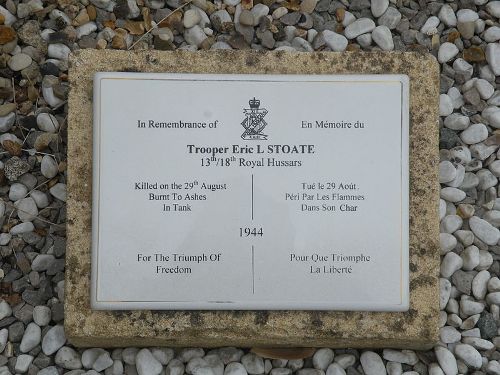 In Remembrance of
En Mémoire du
Trooper Eric L STOATE
13th/18th Royal Hussars
Killed on the 29th August
Burnt To Ashes
In Tank
Tué le 29 Août
Péri Par Les Flammes
Dans Son Char
1944
For The Triumph Of
Freedom
Pour Que Triomphe
La Liberté